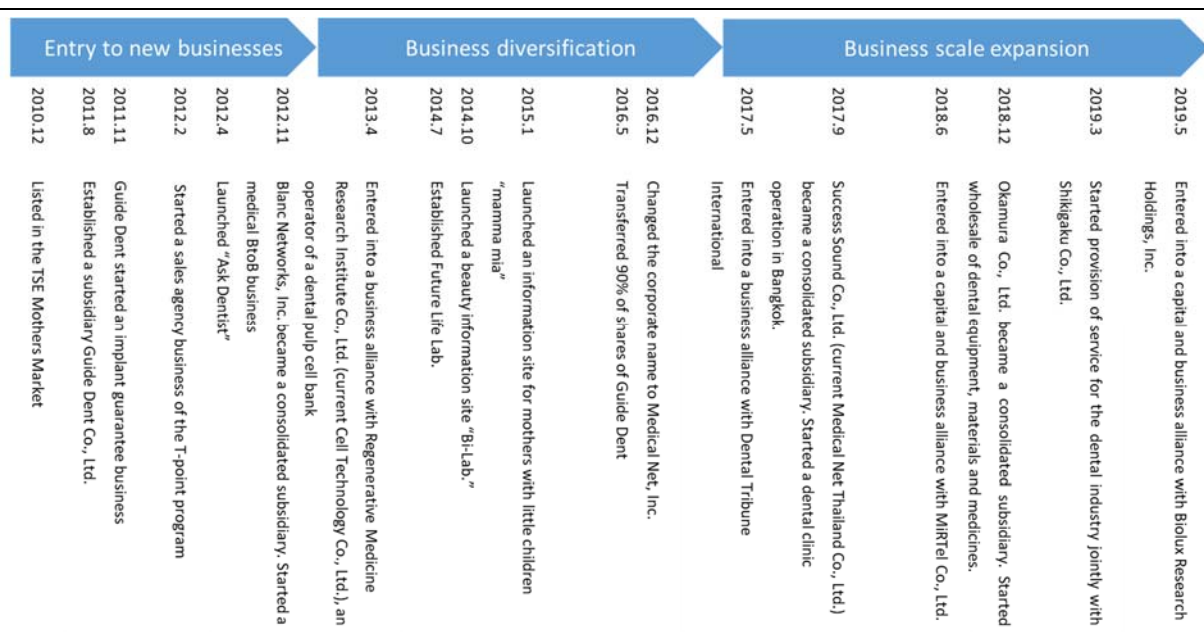 Entry to new businesses
Business diversification
Business scale expansion
2010.12 Listed in the TSE Mothers Market
2011.8 Established a subsidiary Guide Dent Co., Ltd.
2011.11 Guide Dent started an implant guarantee business
2012.2 Started a sales agency business of the T-point program
2012.4 Launched “Ask Dentist”
2012.11 Blanc Networks, Inc. became a consolidated subsidiary. Started a
medical BtoB business
2013.4 Entered into a business alliance with Regenerative Medicine
Research Institute Co., Ltd. (current Cell Technology Co., Ltd.), an
operator of a dental pulp cell bank
2014.7 Established Future Life Lab.
2014.10 Launched a beauty information site “Bi-Lab.”
2015.1 Launched an information site for mothers with little children
“mamma mia”
2016.5 Transferred 90% of shares of Guide Dent
2016.12 Changed the corporate name to Medical Net, Inc.
2017.5 Entered into a business alliance with Dental Tribune
International
2017.9 Success Sound Co., Ltd. (current Medical Net Thailand Co., Ltd.)
became a consolidated subsidiary. Started a dental clinic
operation in Bangkok.
2018.6 Entered into a capital and business alliance with MiRTel Co., Ltd.
2018.12 Okamura Co., Ltd. became a consolidated subsidiary. Started
wholesale of dental equipment, materials and medicines.
2019.3 Started provision of service for the dental industry jointly with
Shikigaku Co., Ltd.
2019.5 Entered into a capital and business alliance with Biolux Research
Holdings, Inc.